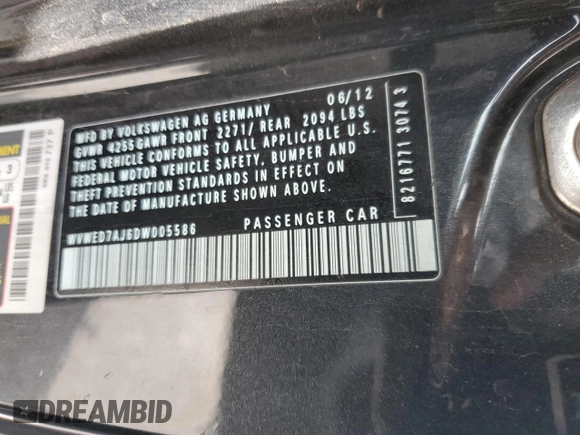 MFD BY VOLKSWAGEN AG GERMANY 06/12
GVWR 4255 GAWR FRONT 2271/ REAR 2094 LBS
THIS VEHICLE CONFORMS TO ALL APPLICABLE U.S.
FEDERAL MOTOR VEHICLE SAFETY, BUMPER AND
THEFT PREVENTION STANDARDS IN EFFECT ON
THE DATE OF MANUFACTURE SHOWN ABOVE.
WVWED7AJ6DW005586 PASSENGER CAR
8216771 3074 3
DREAMBID